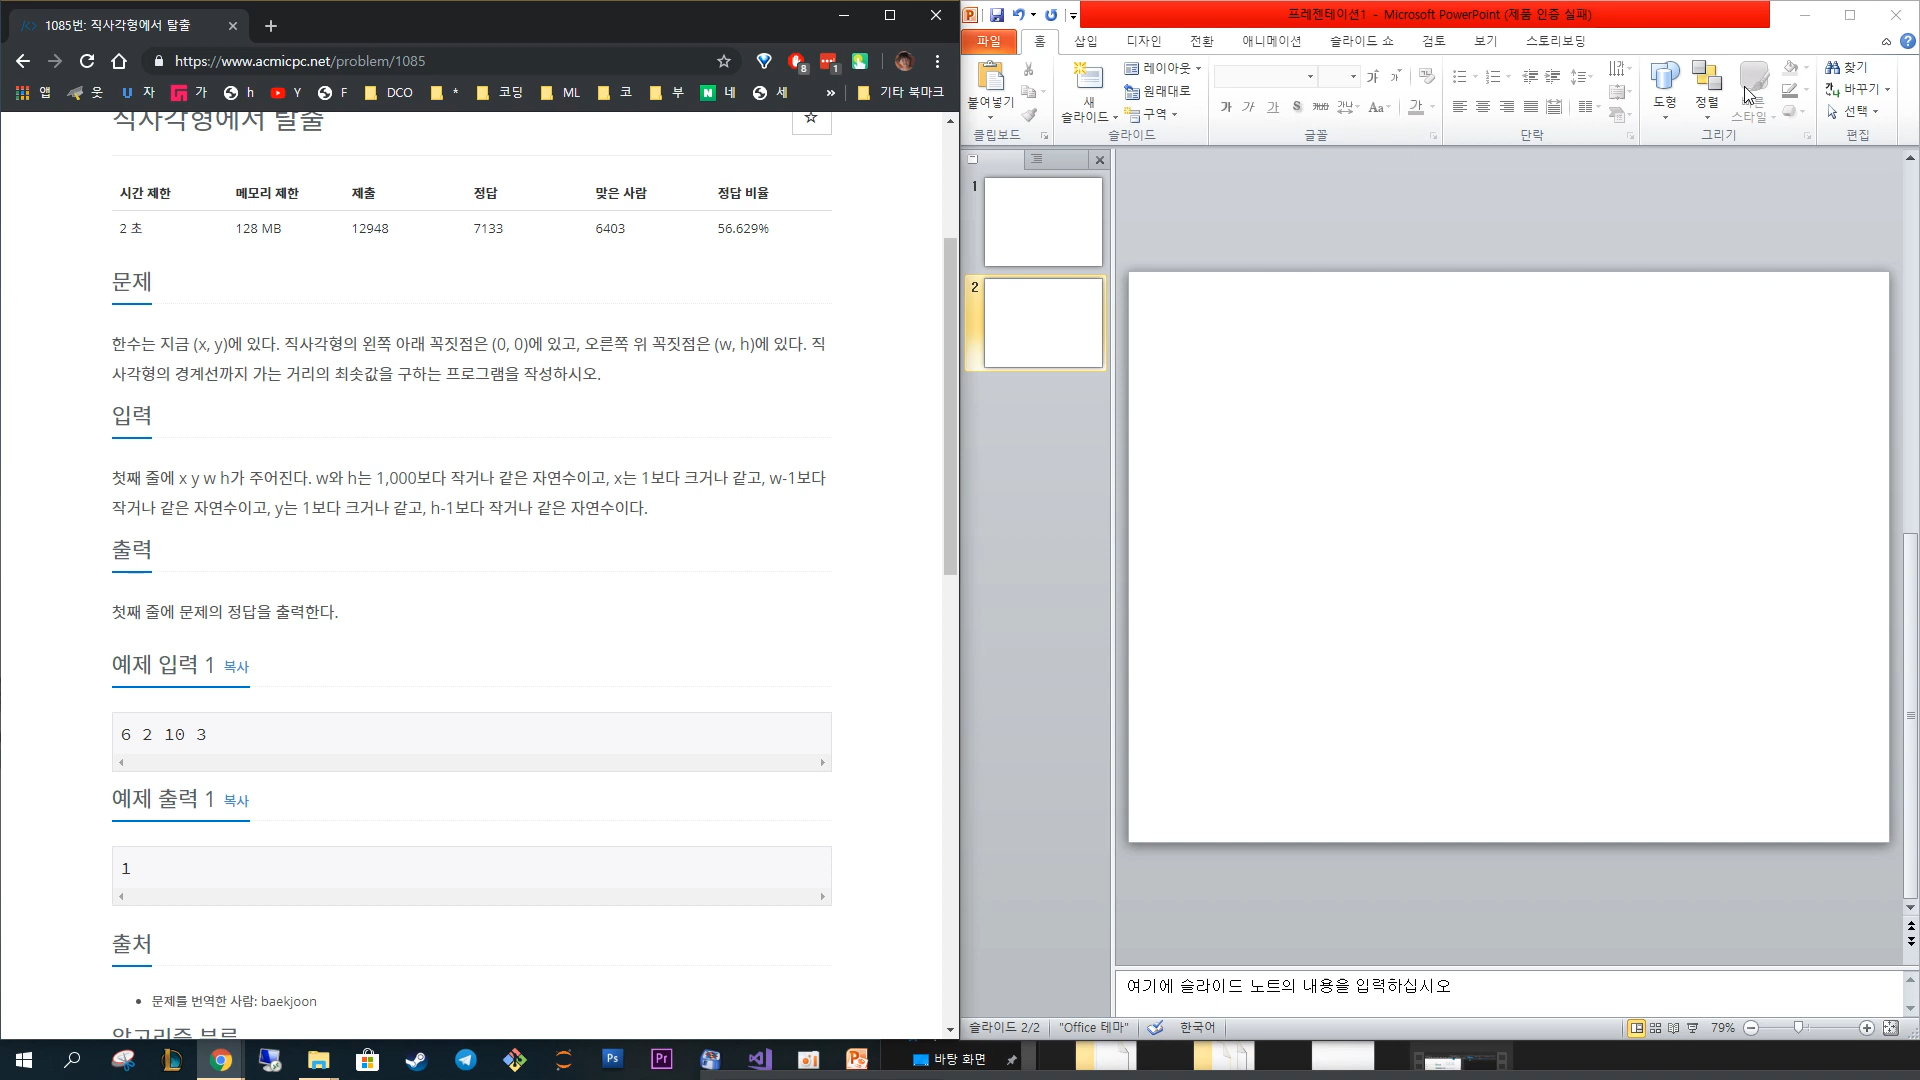 1085번: 직사각형에서 탈출
https://www.acmicpc.net/problem/1085
앱 웃 U 자 가 h Y F DCO * 코딩 ML 코 부 N 네 세 » 기타 북마크
직사각형에서 탈출
시간 제한 메모리 제한 제출 정답 맞은 사람 정답 비율
2 초 128 MB 12948 7133 6403 56.629%
문제
한수는 지금 (x, y)에 있다. 직사각형의 왼쪽 아래 꼭짓점은 (0, 0)에 있고, 오른쪽 위 꼭짓점은 (w, h)에 있다. 직
사각형의 경계선까지 가는 거리의 최솟값을 구하는 프로그램을 작성하시오.
입력
첫째 줄에 x y w h가 주어진다. w와 h는 1,000보다 작거나 같은 자연수이고, x는 1보다 크거나 같고, w-1보다
작거나 같은 자연수이고, y는 1보다 크거나 같고, h-1보다 작거나 같은 자연수이다.
출력
첫째 줄에 문제의 정답을 출력한다.
예제 입력 1 복사
6 2 10 3
예제 출력 1 복사
1
출처
• 문제를 번역한 사람: baekjoon
알고리즘 분류
프레젠테이션1 - Microsoft PowerPoint (제품 인증 실패)
파일 홈 삽입 디자인 전환 애니메이션 슬라이드 쇼 검토 보기 스토리보딩
붙여넣기
클립보드
새
슬라이드
레이아웃
원래대로
구역
슬라이드
가 가 가 S 가나 Aa 가
글꼴
단락
도형 정렬 빠른
스타일
그리기
찾기
바꾸기
선택
편집
1
2
여기에 슬라이드 노트의 내용을 입력하십시오
슬라이드 2/2 "Office 테마" 한국어 79%
Ps Pr 바탕 화면